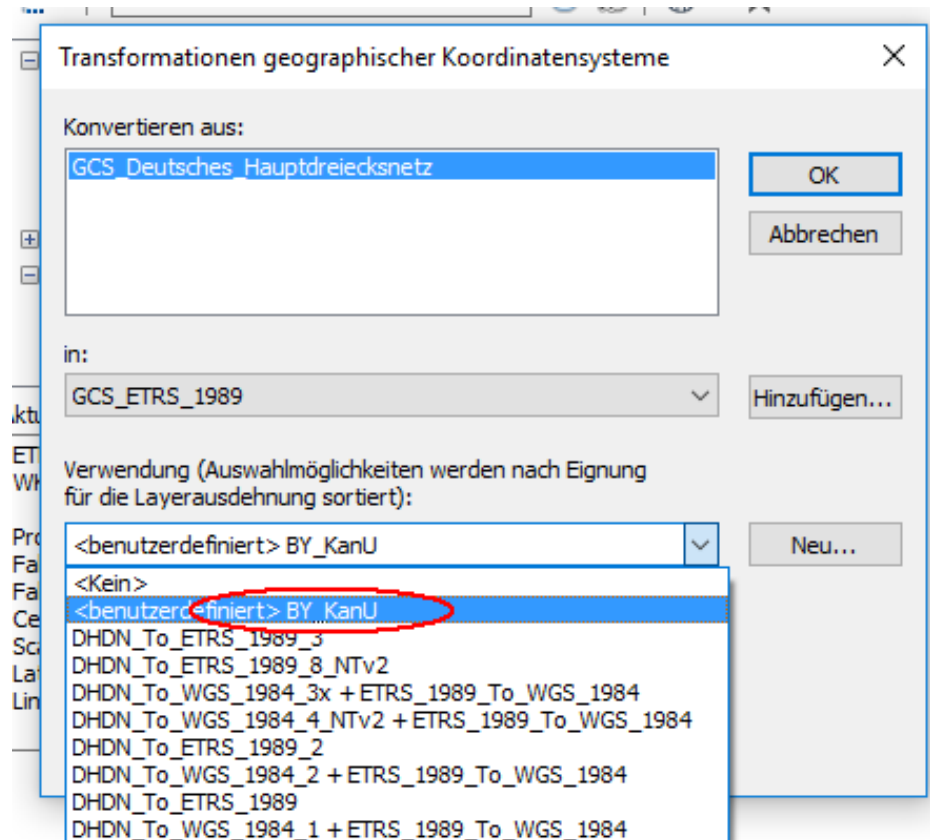 Transformationen geographischer Koordinatensysteme
Konvertieren aus:
GCS_Deutsches_Hauptdreiecksnetz
OK
Abbrechen
in:
GCS_ETRS_1989
Hinzufügen...
Verwendung (Auswahlmöglichkeiten werden nach Eignung
für die Layerausdehnung sortiert):
<benutzerdefiniert> BY_KanU
Neu...
<Kein>
<benutzerdefiniert> BY_KanU
DHDN_To_ETRS_1989_3
DHDN_To_ETRS_1989_8_NTv2
DHDN_To_WGS_1984_3x + ETRS_1989_To_WGS_1984
DHDN_To_WGS_1984_4_NTv2 + ETRS_1989_To_WGS_1984
DHDN_To_ETRS_1989_2
DHDN_To_WGS_1984_2 + ETRS_1989_To_WGS_1984
DHDN_To_ETRS_1989
DHDN_To_WGS_1984_1 + ETRS_1989_To_WGS_1984